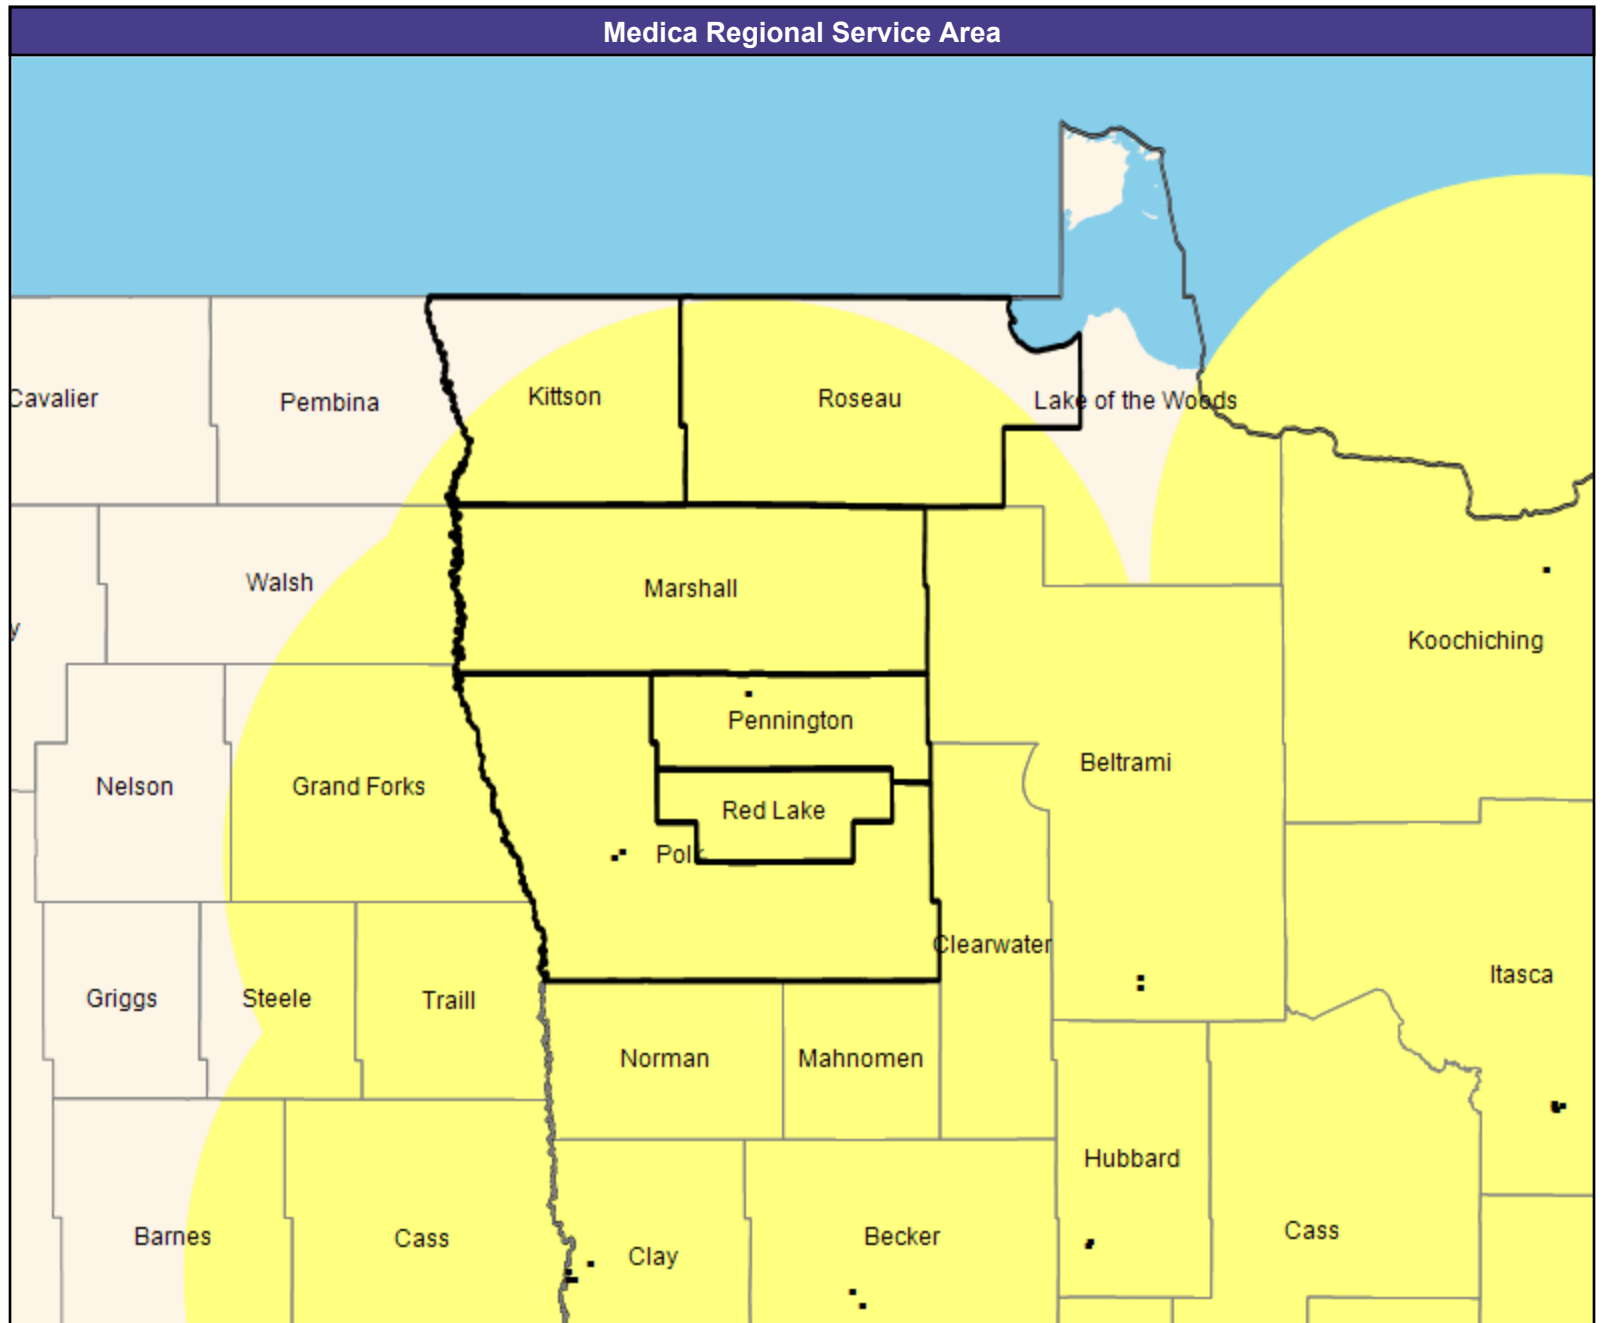 Medica Regional Service Area
Cavalier
Pembina
Kittson
Roseau
Lake of the Woods
Walsh
Marshall
y
Koochiching
Pennington
Nelson
Grand Forks
Beltrami
Red Lake
Polk
Clearwater
Griggs
Steele
Traill
Itasca
Norman
Mahnomen
Hubbard
Barnes
Cass
Clay
Becker
Cass